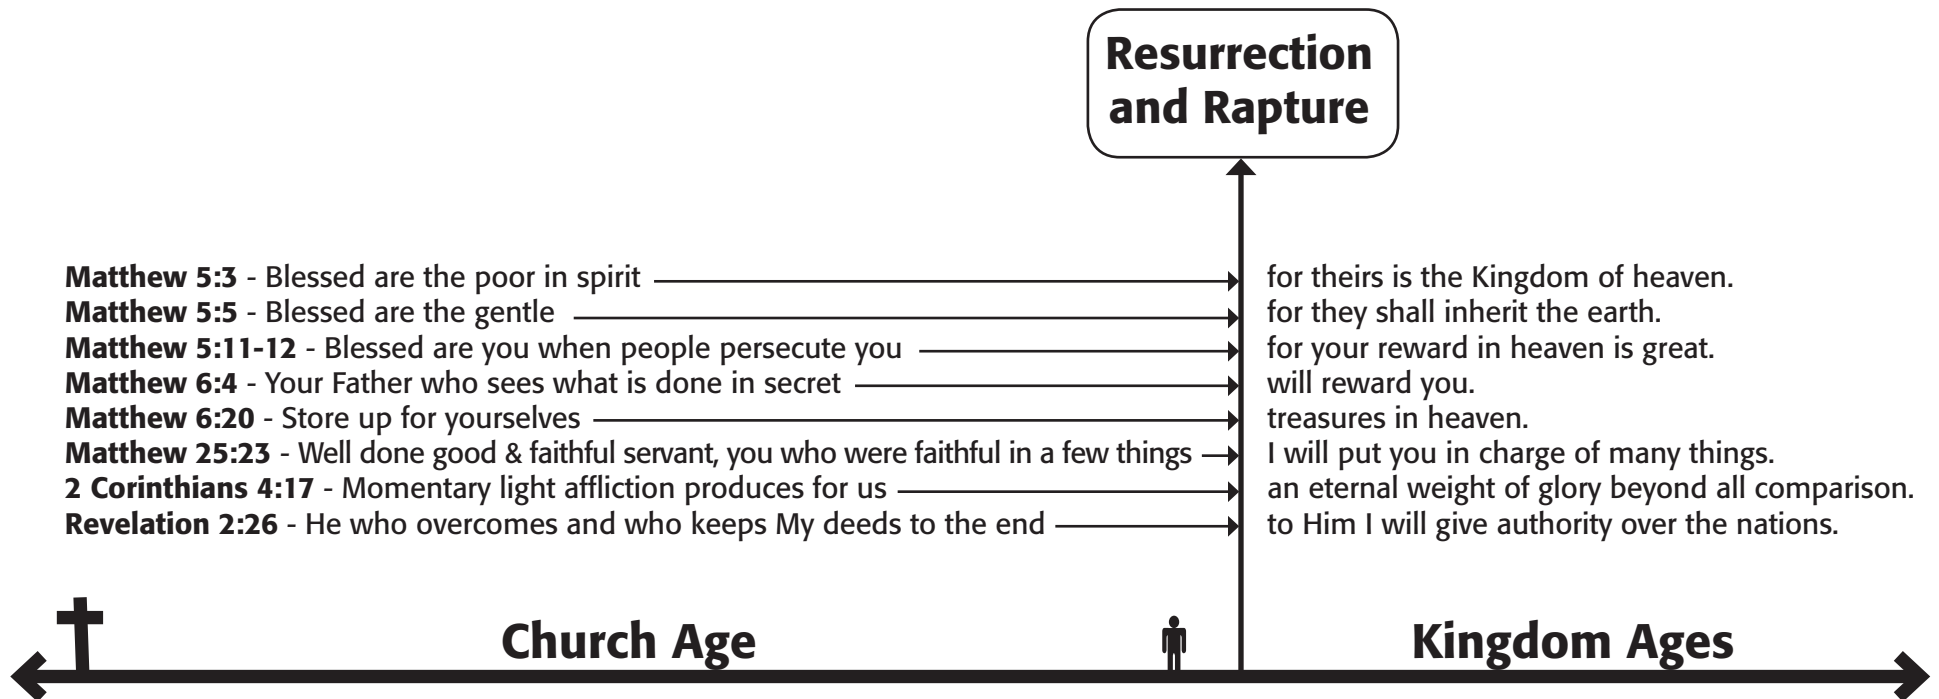 Resurrection
and Rapture
Matthew 5:3 - Blessed are the poor in spirit for theirs is the Kingdom of heaven.
Matthew 5:5 - Blessed are the gentle for they shall inherit the earth.
Matthew 5:11-12 - Blessed are you when people persecute you for your reward in heaven is great.
Matthew 6:4 - Your Father who sees what is done in secret will reward you.
Matthew 6:20 - Store up for yourselves treasures in heaven.
Matthew 25:23 - Well done good & faithful servant, you who were faithful in a few things I will put you in charge of many things.
2 Corinthians 4:17 - Momentary light affliction produces for us an eternal weight of glory beyond all comparison.
Revelation 2:26 - He who overcomes and who keeps My deeds to the end to Him I will give authority over the nations.
Church Age Kingdom Ages